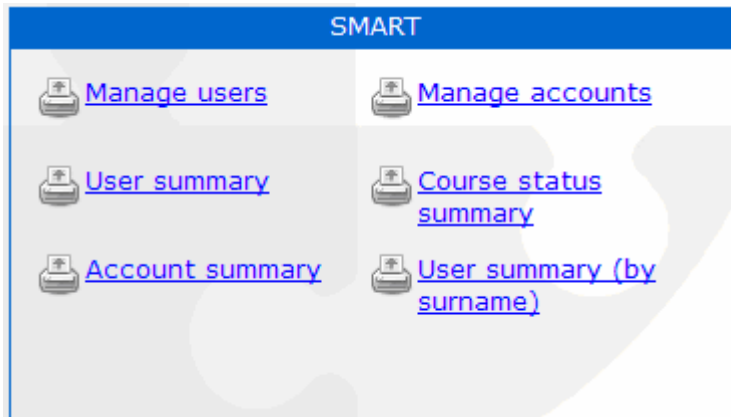 SMART
Manage users
Manage accounts
User summary
Course status
summary
Account summary
User summary (by
surname)